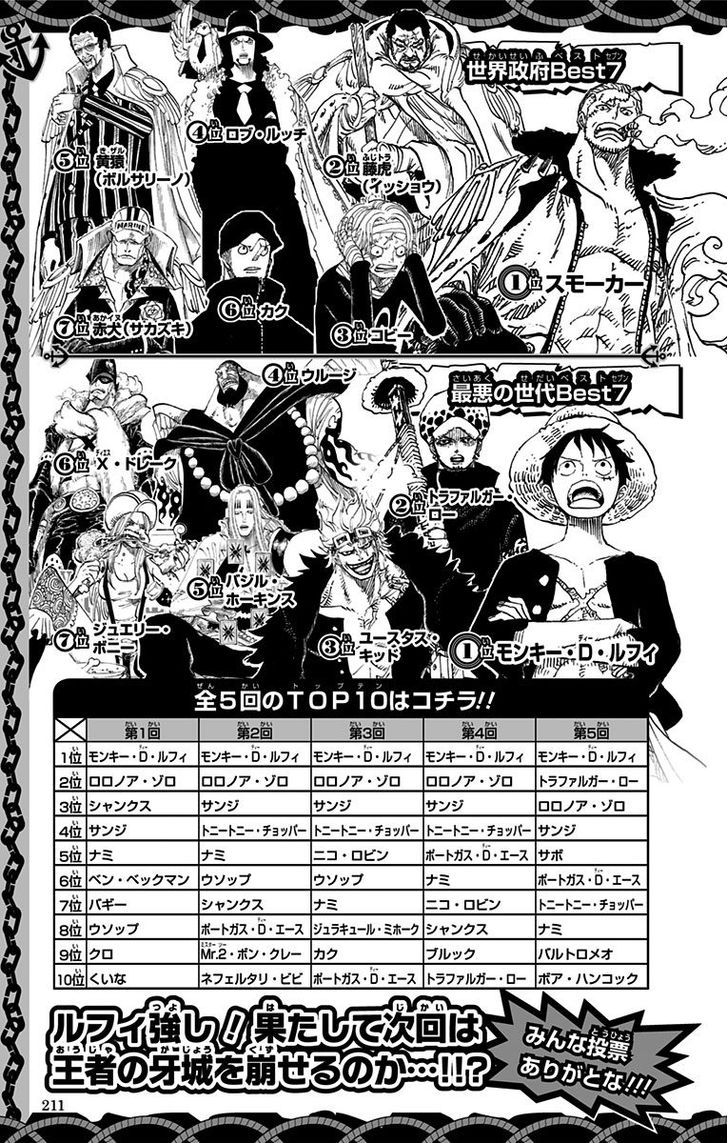 世界政府Best7
④位 ロブ・ルッチ
⑤位 黄猿
(ボルサリーノ)
②位 藤虎
(イッショウ)
MARINE
①位 スモーカー
⑥位 カク
⑦位 赤犬(サカズキ)
③位 コビー
④位 ウルージ
最悪の世代Best7
⑥位 X・ドレーク
②位 トラファルガー・
ロー
⑤位 バジル・
ホーキンス
⑦位 ジュエリー・
ボニー
③位 ユースタス・
キッド
①位 モンキー・D・ルフィ
全5回のTOP10はコチラ!!
第1回 第2回 第3回 第4回 第5回
1位 モンキー・D・ルフィ モンキー・D・ルフィ モンキー・D・ルフィ モンキー・D・ルフィ モンキー・D・ルフィ
2位 ロロノア・ゾロ ロロノア・ゾロ ロロノア・ゾロ ロロノア・ゾロ トラファルガー・ロー
3位 シャンクス サンジ サンジ サンジ ロロノア・ゾロ
4位 サンジ トニートニー・チョッパー トニートニー・チョッパー トニートニー・チョッパー サンジ
5位 ナミ ナミ ニコ・ロビン ポートガス・D・エース サボ
6位 ベン・ベックマン ウソップ ウソップ ナミ ポートガス・D・エース
7位 バギー シャンクス ナミ ニコ・ロビン トニートニー・チョッパー
8位 ウソップ ポートガス・D・エース ジュラキュール・ミホーク シャンクス ナミ
9位 クロ Mr.2・ボン・クレー カク ブルック バルトロメオ
10位 くいな ネフェルタリ・ビビ ポートガス・D・エース トラファルガー・ロー ボア・ハンコック
ルフィ強し!果たして次回は
王者の牙城を崩せるのか…!!?
みんな投票
ありがとな!!!
211